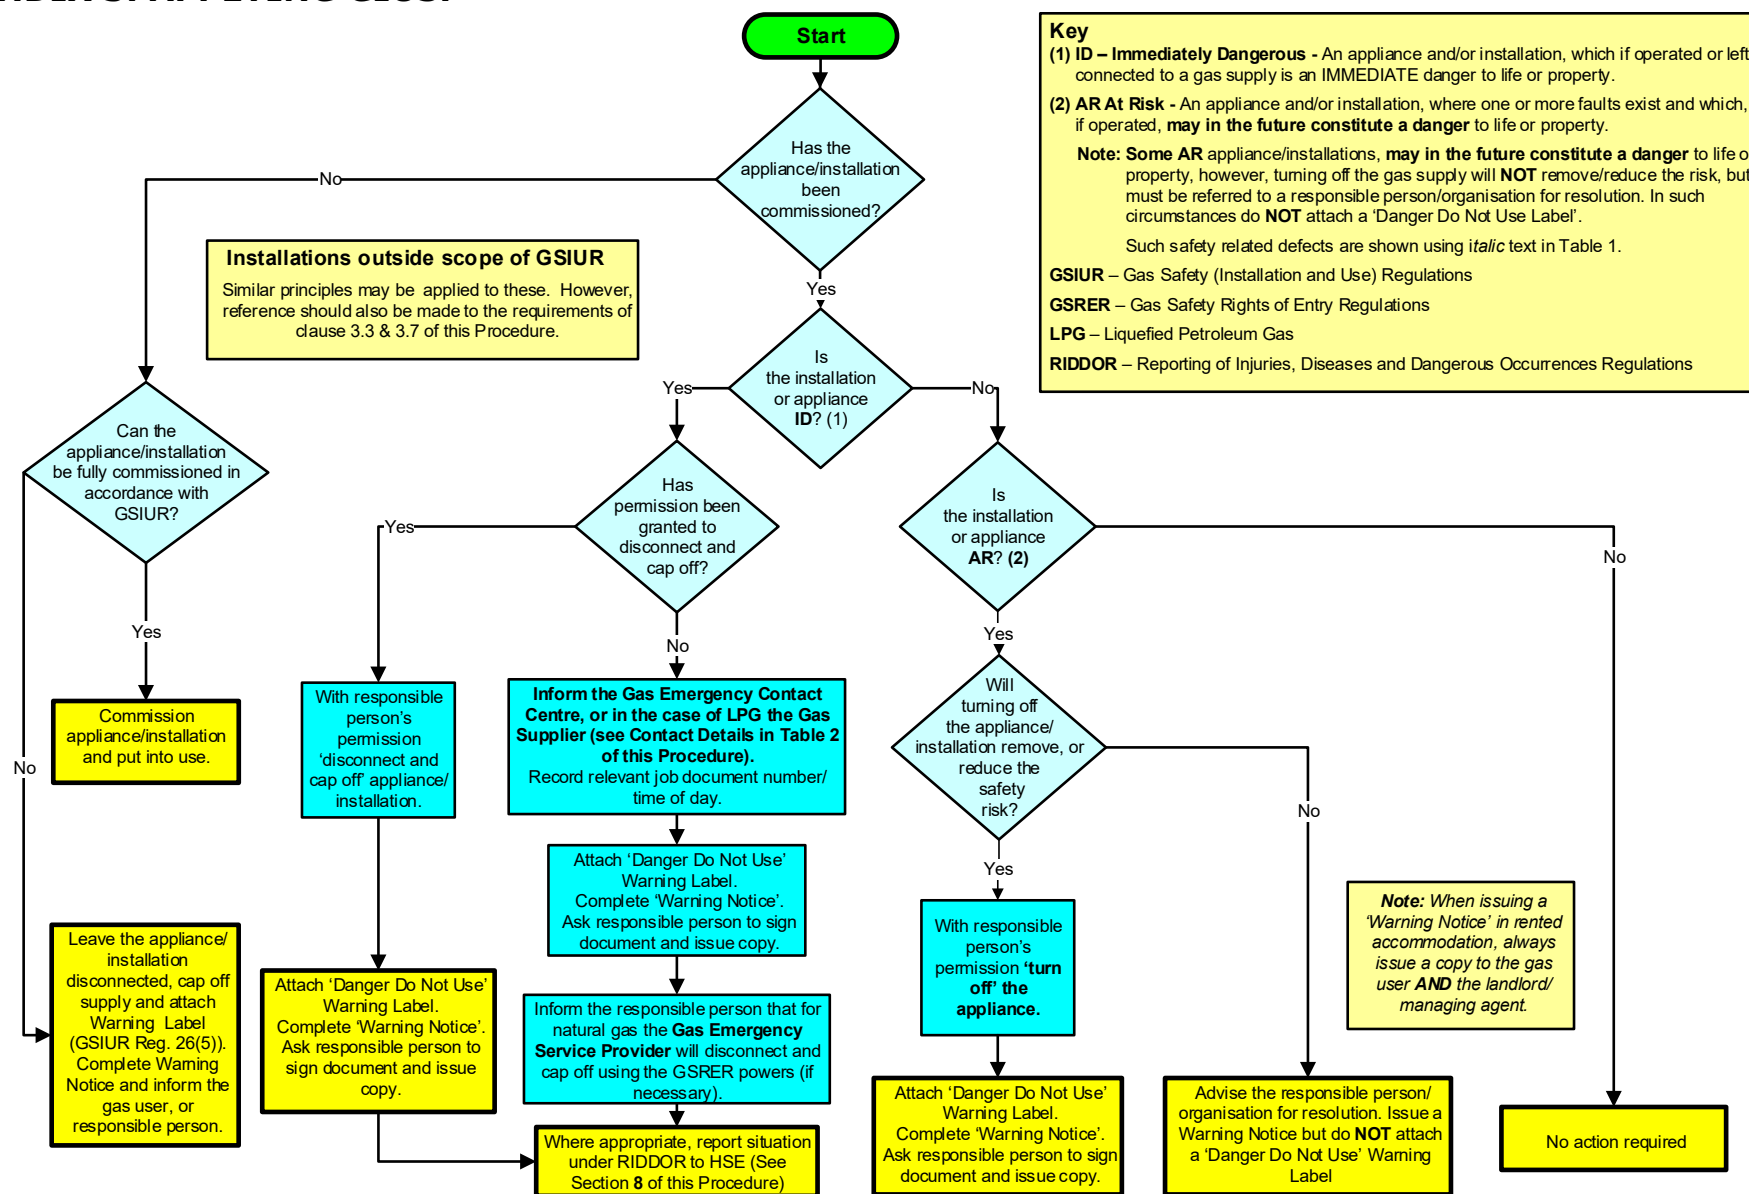 Start
Key
(1) ID – Immediately Dangerous - An appliance and/or installation, which if operated or left
connected to a gas supply is an IMMEDIATE danger to life or property.
(2) AR At Risk - An appliance and/or installation, where one or more faults exist and which,
if operated, may in the future constitute a danger to life or property.
Note: Some AR appliance/installations, may in the future constitute a danger to life o
property, however, turning off the gas supply will NOT remove/reduce the risk, but
must be referred to a responsible person/organisation for resolution. In such
circumstances do NOT attach a ‘Danger Do Not Use Label’.
Such safety related defects are shown using italic text in Table 1.
GSIUR – Gas Safety (Installation and Use) Regulations
GSRER – Gas Safety Rights of Entry Regulations
LPG – Liquefied Petroleum Gas
RIDDOR – Reporting of Injuries, Diseases and Dangerous Occurrences Regulations
Has the
appliance/installation
been
commissioned?
No
Yes
Installations outside scope of GSIUR
Similar principles may be applied to these. However,
reference should also be made to the requirements of
clause 3.3 & 3.7 of this Procedure.
Is
the installation
or appliance
ID? (1)
Yes
No
Can the
appliance/installation
be fully commissioned in
accordance with
GSIUR?
Yes
No
Has
permission been
granted to
disconnect and
cap off?
Yes
No
Is
the installation
or appliance
AR? (2)
No
Yes
Commission
appliance/installation
and put into use.
With responsible
person’s
permission
‘disconnect and
cap off’ appliance/
installation.
Inform the Gas Emergency Contact
Centre, or in the case of LPG the Gas
Supplier (see Contact Details in Table 2
of this Procedure).
Record relevant job document number/
time of day.
Will
turning off
the appliance/
installation remove, or
reduce the
safety
risk?
No
Yes
Attach ‘Danger Do Not Use’
Warning Label.
Complete ‘Warning Notice’.
Ask responsible person to sign
document and issue copy.
With responsible
person’s
permission ‘turn
off’ the
appliance.
Note: When issuing a
‘Warning Notice’ in rented
accommodation, always
issue a copy to the gas
user AND the landlord/
managing agent.
Leave the appliance/
installation
disconnected, cap off
supply and attach
Warning Label
(GSIUR Reg. 26(5)).
Complete Warning
Notice and inform the
gas user, or
responsible person.
Attach ‘Danger Do Not Use’
Warning Label.
Complete ‘Warning Notice’.
Ask responsible person to
sign document and issue
copy.
Inform the responsible person that for
natural gas the Gas Emergency
Service Provider will disconnect and
cap off using the GSRER powers (if
necessary).
Where appropriate, report situation
under RIDDOR to HSE (See
Section 8 of this Procedure)
Attach ‘Danger Do Not Use’
Warning Label.
Complete ‘Warning Notice’.
Ask responsible person to sign
document and issue copy.
Advise the responsible person/
organisation for resolution. Issue a
Warning Notice but do NOT attach
a ‘Danger Do Not Use’ Warning
Label
No action required